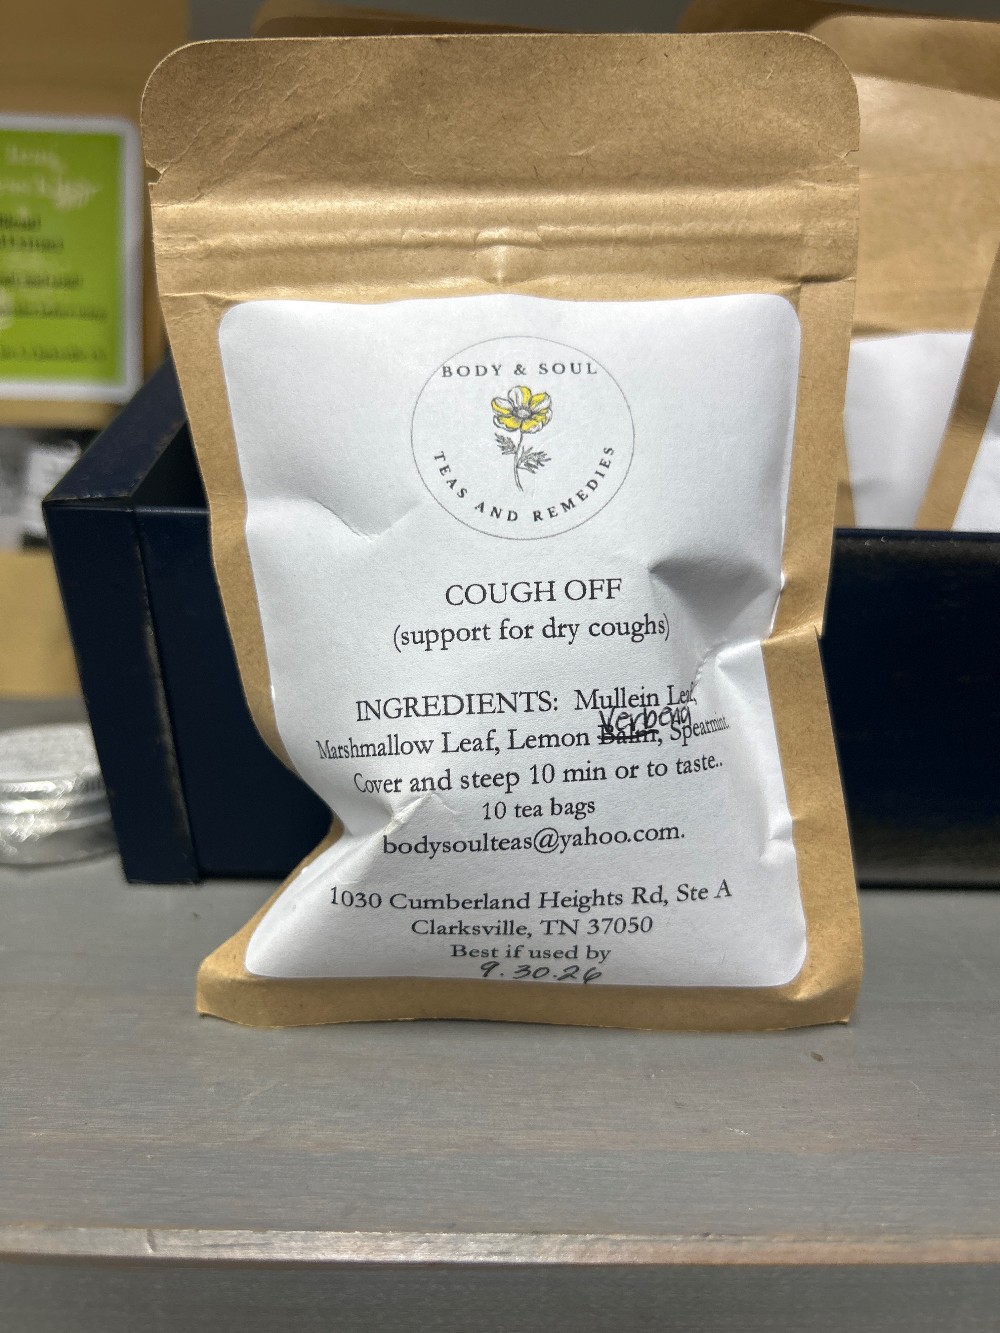 BODY & SOUL
TEAS AND REMEDIES
COUGH OFF
(support for dry coughs)
INGREDIENTS: Mullein Leaf,
Verbena
Marshmallow Leaf, Lemon Balm, Spearmint.
Cover and steep 10 min or to taste..
10 tea bags
bodysoulteas@yahoo.com.
1030 Cumberland Heights Rd, Ste A
Clarksville, TN 37050
Best if used by
9.30.26